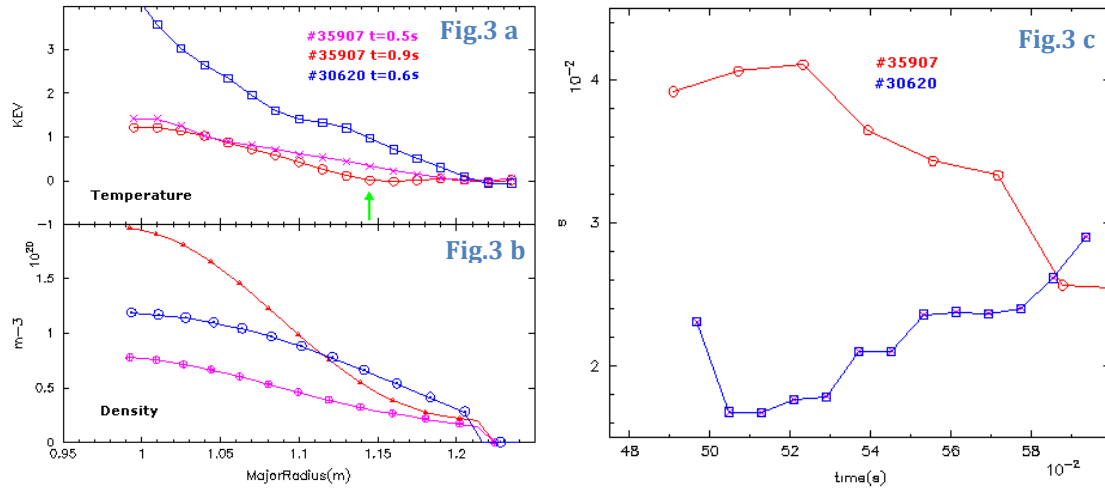 Fig.3 a
#35907 t=0.5s
#35907 t=0.9s
#30620 t=0.6s
4
3
2
1
0
−1
KEV
Temperature
Fig.3 b
10²⁰
1.5
1
0.5
0
m−3
Density
0.95 1 1.05 1.1 1.15 1.2
MajorRadius(m)
Fig.3 c
#35907
#30620
10⁻²
4
3
2
s
48 50 52 54 56 58
time(s)
10⁻²